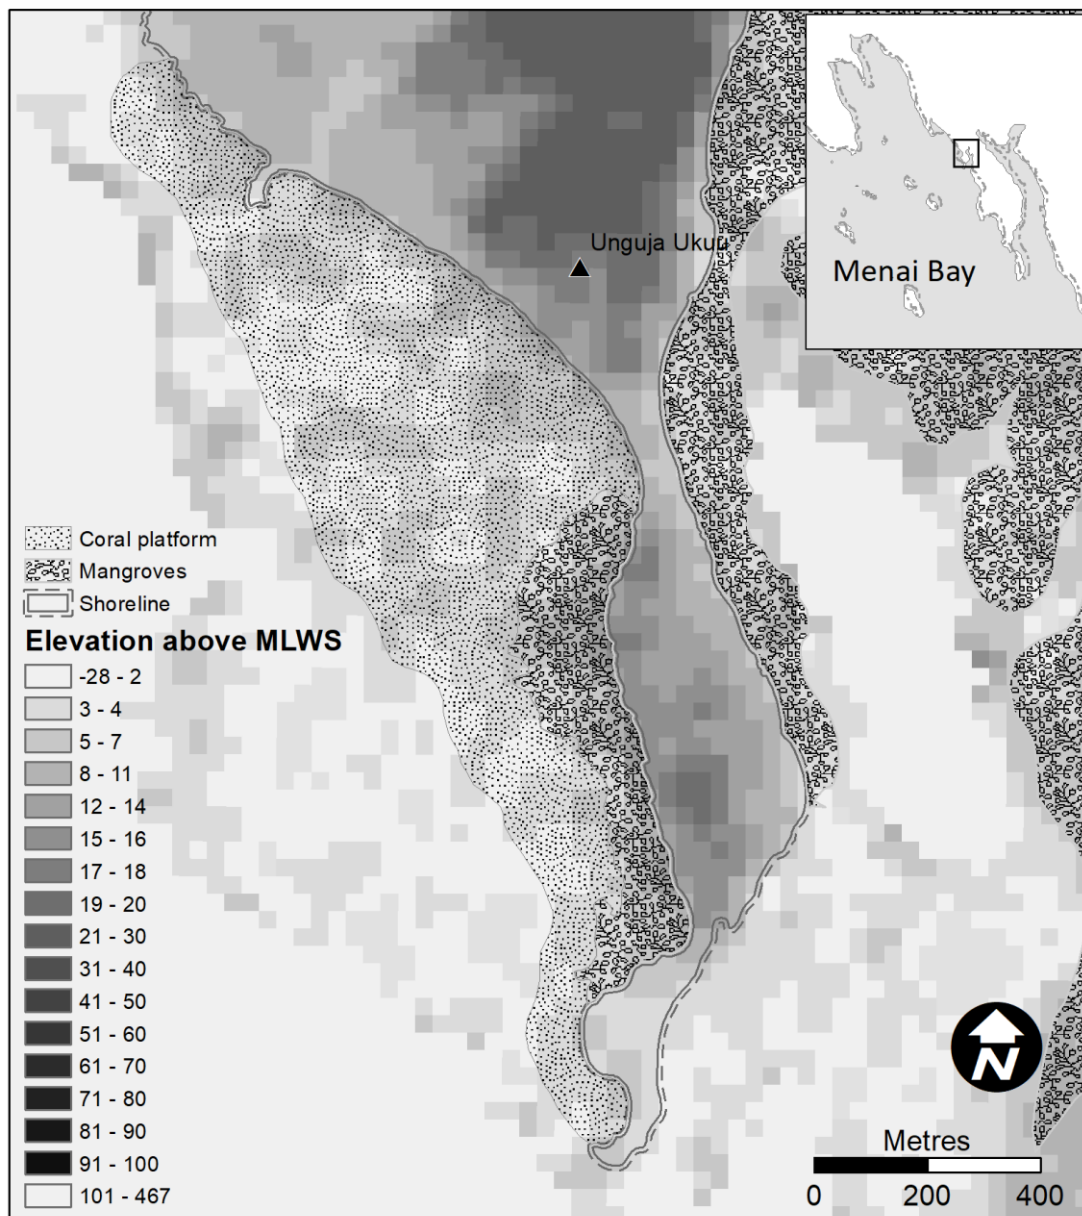 Unguja Ukuu
Menai Bay
Coral platform
Mangroves
Shoreline
Elevation above MLWS
-28 - 2
3 - 4
5 - 7
8 - 11
12 - 14
15 - 16
17 - 18
19 - 20
21 - 30
31 - 40
41 - 50
51 - 60
61 - 70
71 - 80
81 - 90
91 - 100
101 - 467
N
Metres
0 200 400